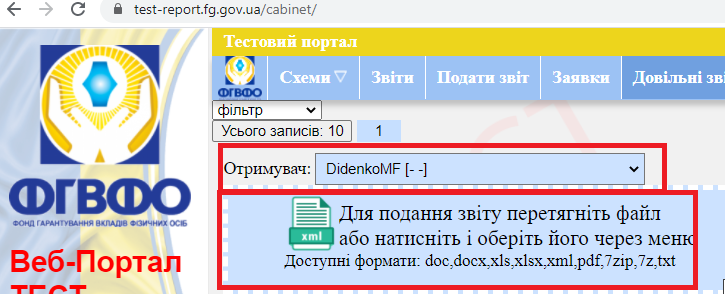 test-report.fg.gov.ua/cabinet/
Тестовий портал
ФГВФО
Схеми ▽ Звіти Подати звіт Заявки Довільні зві
фільтр
Усього записів: 10 1
Отримувач: DidenkoMF [- -]
xml
Для подання звіту перетягніть файл
або натисніть і оберіть його через меню
Доступні формати: doc,docx,xls,xlsx,xml,pdf,7zip,7z,txt
ФГВФО
ФОНД ГАРАНТУВАННЯ ВКЛАДІВ ФІЗИЧНИХ ОСІБ
Веб-Портал
ТЕСТ